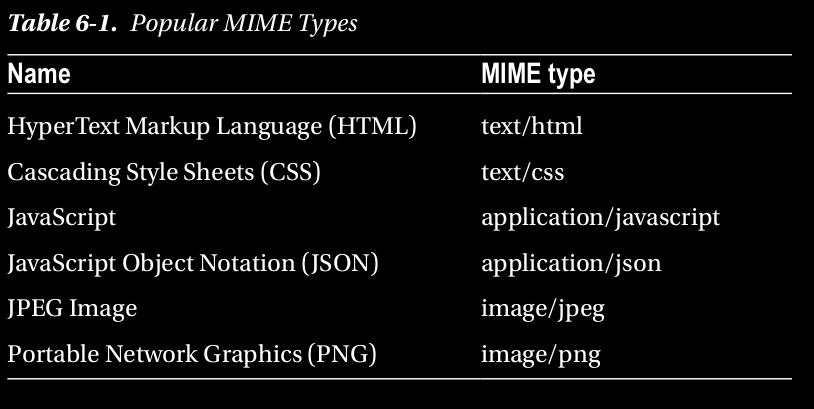 Table 6-1. Popular MIME Types
Name MIME type
HyperText Markup Language (HTML) text/html
Cascading Style Sheets (CSS) text/css
JavaScript application/javascript
JavaScript Object Notation (JSON) application/json
JPEG Image image/jpeg
Portable Network Graphics (PNG) image/png